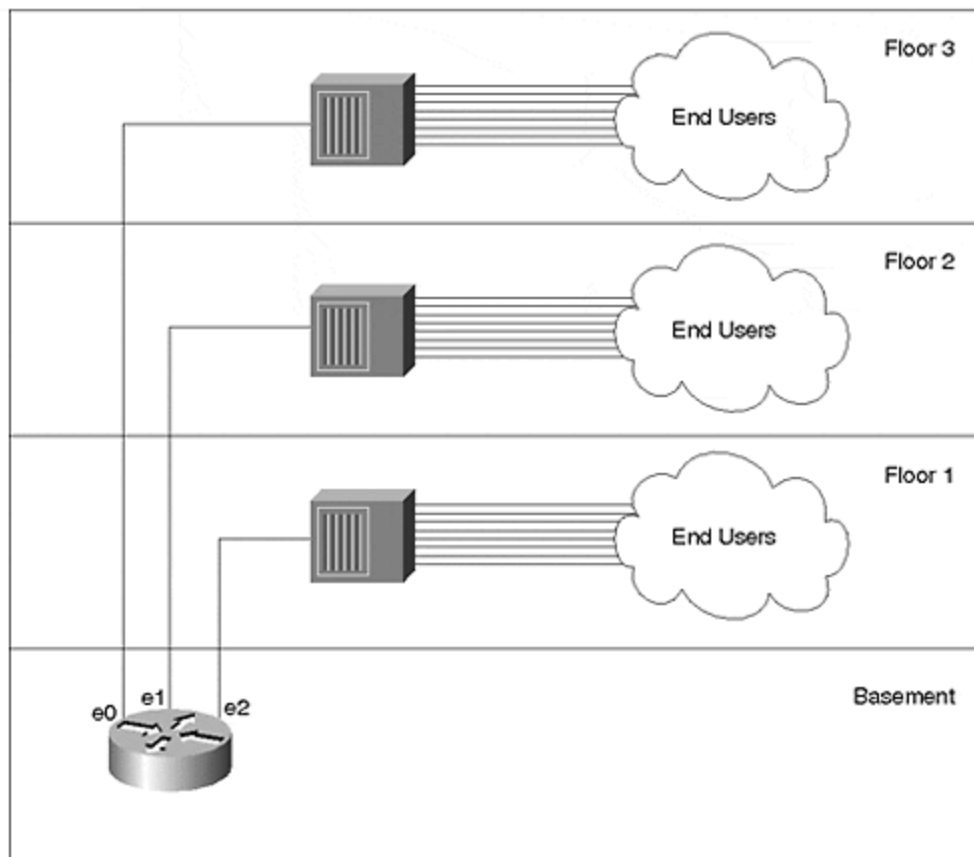 Floor 3
End Users
Floor 2
End Users
Floor 1
End Users
Basement
e0
e1
e2